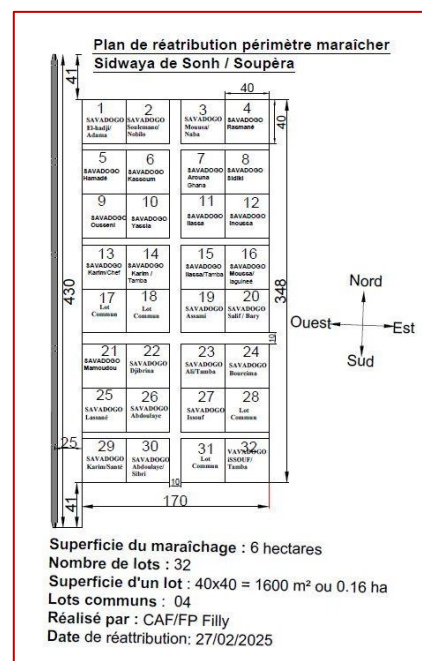 Plan de réatribution périmètre maraîcher
Sidwaya de Sonh / Soupèra
41
40
40
1
SAVADOGO
El-hadji/
Adama
2
SAVADOGO
Soulemane/
Nobilo
3
SAVADOGO
Moussa/
Naba
4
SAVADOGO
Rasmané
5
SAVADOGO
Hamadé
6
SAVADOGO
Kassoum
7
SAVADOGO
Arouna
Ghana
8
SAVADOGO
Sidiki
9
SAVADOGO
Ousseni
10
SAVADOGO
Yassia
11
SAVADOGO
Ilassa
12
SAVADOGO
Inoussa
13
SAVADOGO
Karim/Chef
14
SAVADOGO
Karim /
Tamba
15
SAVADOGO
Ilassa/Tamba
16
SAVADOGO
Moussa/
Iaguineé
430
348
17
Lot
Commun
18
Lot
Commun
19
SAVADOGO
Assami
20
SAVADOGO
Salif / Bary
10
21
SAVADOGO
Mamoudou
22
SAVADOGO
Djibrina
23
SAVADOGO
Ali/Tamba
24
SAVADOGO
Boureima
25
SAVADOGO
Lassané
26
SAVADOGO
Abdoulaye
27
SAVADOGO
Issouf
28
Lot
Commun
25
29
SAVADOGO
Karim/Santé
30
SAVADOGO
Abdoulaye/
Sibri
31
Lot
Commun
32
VAVADOGO
iSSOUF/
Tamba
10
41
170
Nord
Ouest
Est
Sud
Superficie du maraîchage : 6 hectares
Nombre de lots : 32
Superficie d'un lot : 40x40 = 1600 m² ou 0.16 ha
Lots communs : 04
Réalisé par : CAF/FP Filly
Date de réattribution: 27/02/2025